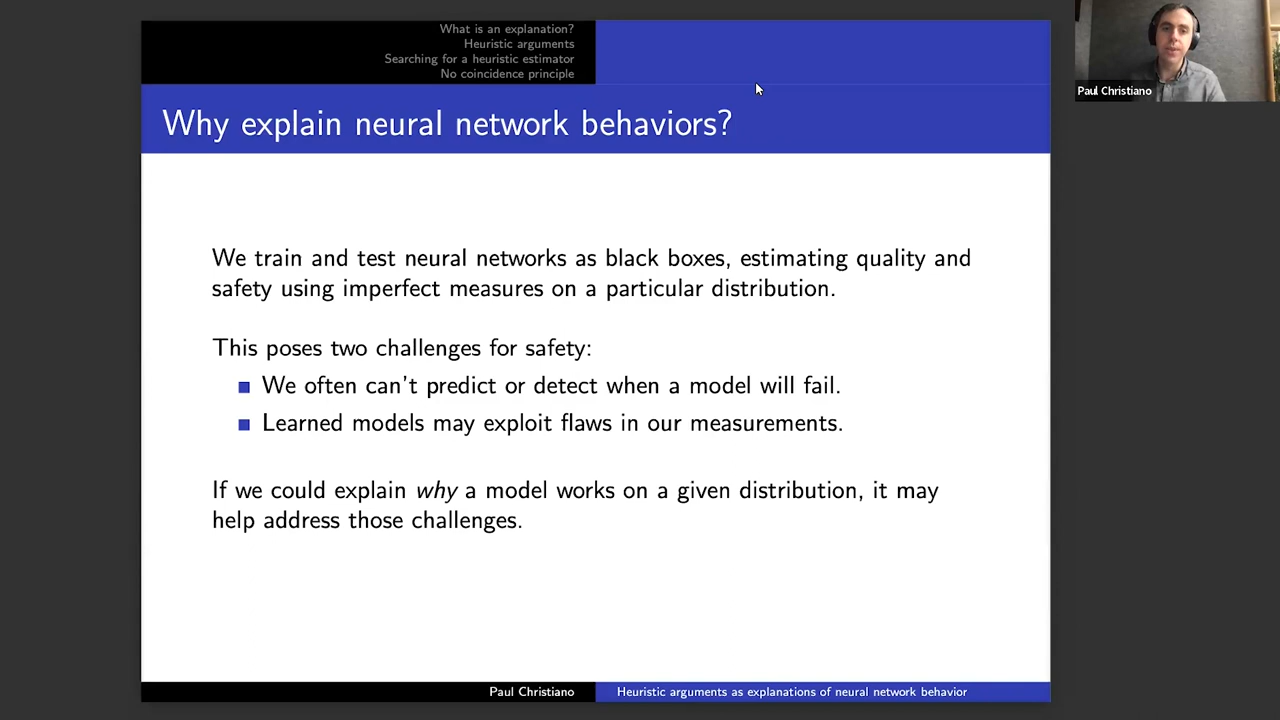 What is an explanation?
Heuristic arguments
Searching for a heuristic estimator
No coincidence principle
Paul Christiano
Why explain neural network behaviors?
We train and test neural networks as black boxes, estimating quality and
safety using imperfect measures on a particular distribution.
This poses two challenges for safety:
We often can't predict or detect when a model will fail.
Learned models may exploit flaws in our measurements.
If we could explain why a model works on a given distribution, it may
help address those challenges.
Paul Christiano
Heuristic arguments as explanations of neural network behavior